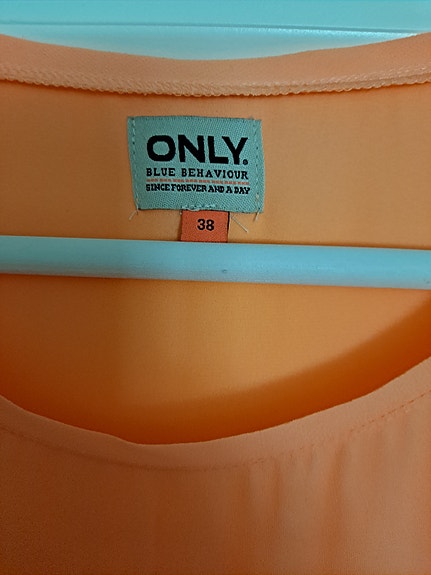 ONLY.
BLUE BEHAVIOUR
SINCE FOREVER AND A DAY
38